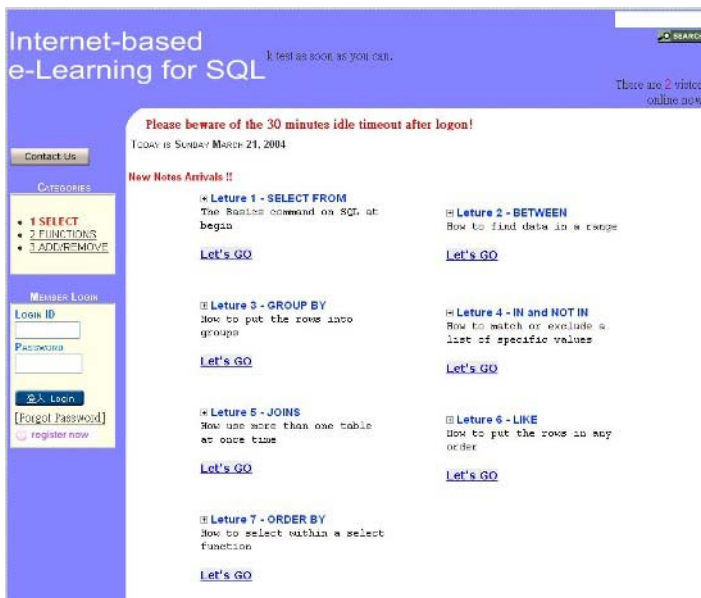 Internet-based
e-Learning for SQL
k test as soon as you can.
SEARCH
There are 2 vistor
online now
Please beware of the 30 minutes idle timeout after logon!
TODAY IS SUNDAY MARCH 21, 2004
Contact Us
New Notes Arrivals !!
CATEGORIES
1 SELECT
2 FUNCTIONS
3 ADD/REMOVE
MEMBER LOGIN
LOGIN ID
PASSWORD
登入 Login
[Forgot Password]
register now
Leture 1 - SELECT FROM
The Basics command on SQL at
begin
Let's GO
Leture 2 - BETWEEN
How to find data in a range
Let's GO
Leture 3 - GROUP BY
How to put the rows into
groups
Let's GO
Leture 4 - IN and NOT IN
How to match or exclude a
list of specific values
Let's GO
Leture 5 - JOINS
How use more than one table
at once time
Let's GO
Leture 6 - LIKE
How to put the rows in any
order
Let's GO
Leture 7 - ORDER BY
How to select within a select
function
Let's GO